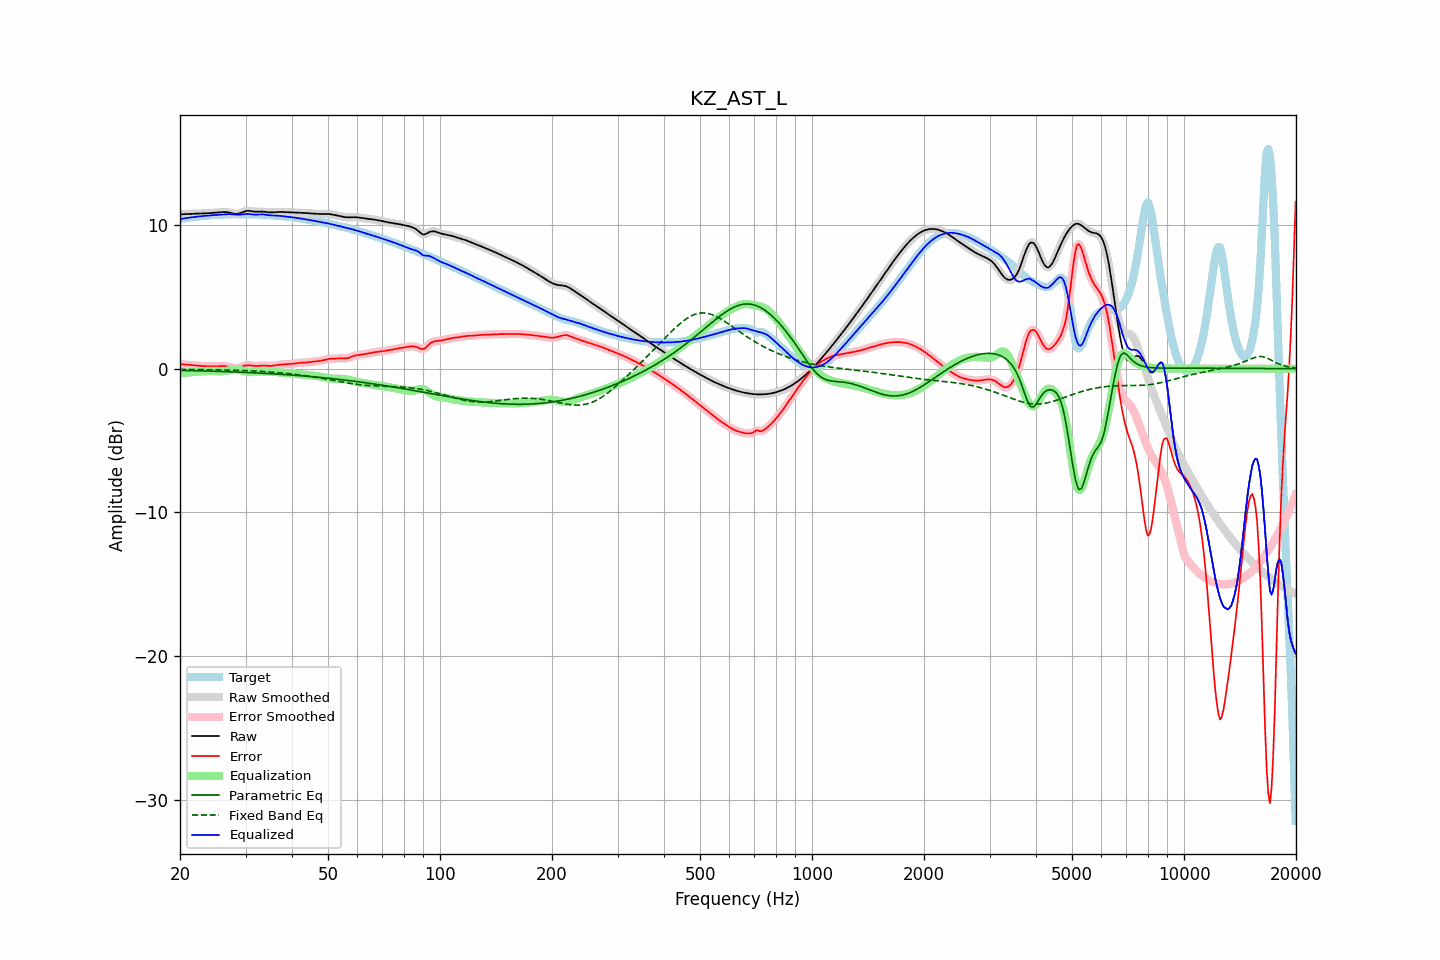 KZ_AST_L
Amplitude (dBr)
10
0
−10
−20
−30
Target
Raw Smoothed
Error Smoothed
Raw
Error
Equalization
Parametric Eq
Fixed Band Eq
Equalized
20 50 100 200 500 1000 2000 5000 10000 20000
Frequency (Hz)